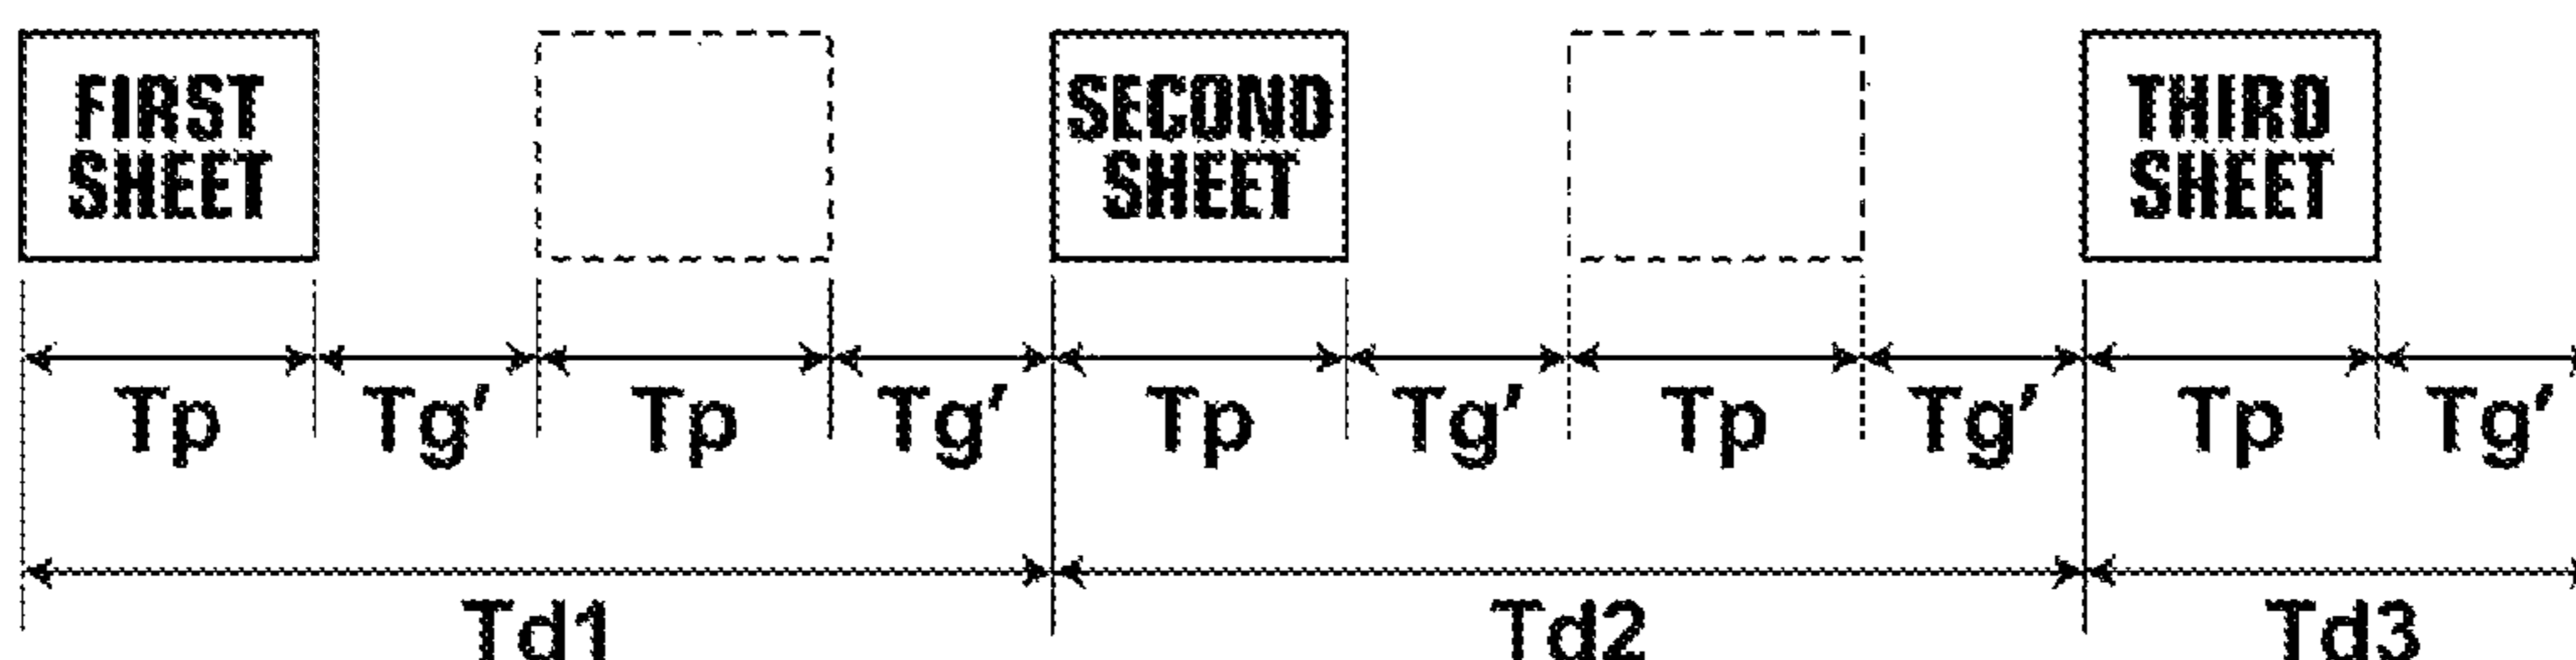 FIRST
SHEET
SECOND
SHEET
THIRD
SHEET
Tp Tg' Tp Tg' Tp Tg' Tp Tg' Tp Tg'
Td1 Td2 Td3